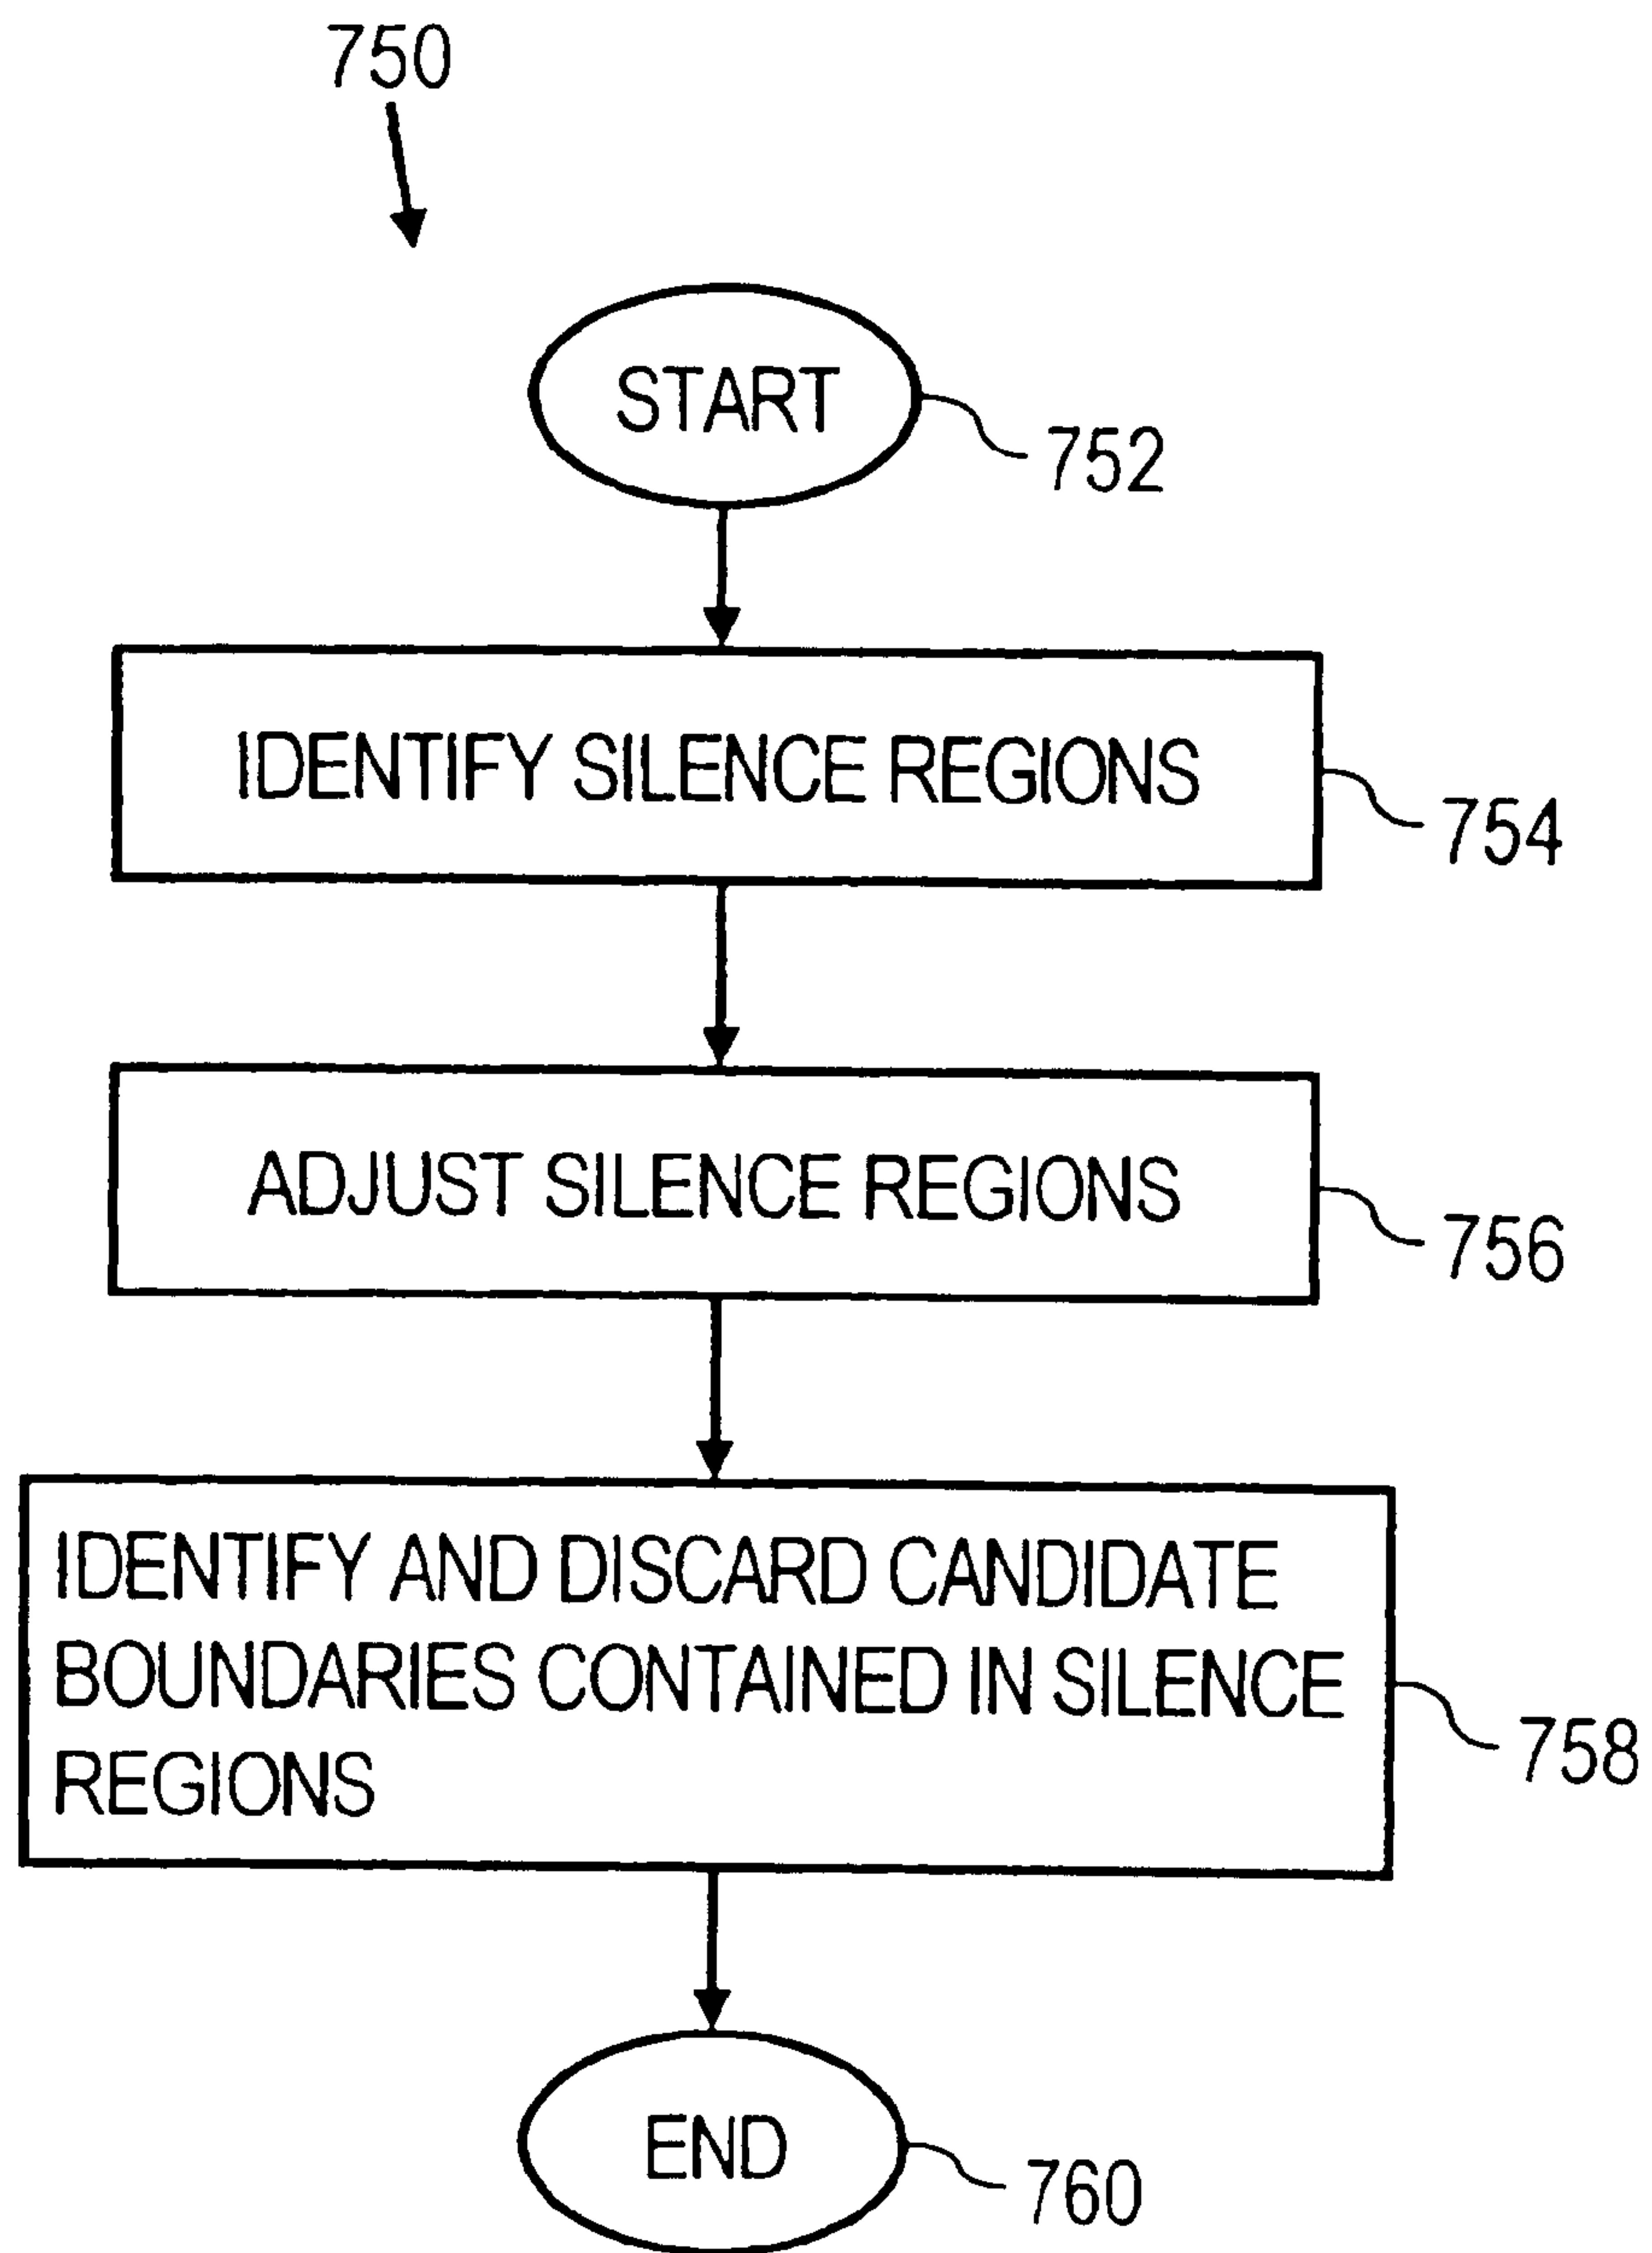 750
START
752
IDENTIFY SILENCE REGIONS
754
ADJUST SILENCE REGIONS
756
IDENTIFY AND DISCARD CANDIDATE
BOUNDARIES CONTAINED IN SILENCE
REGIONS
758
END
760